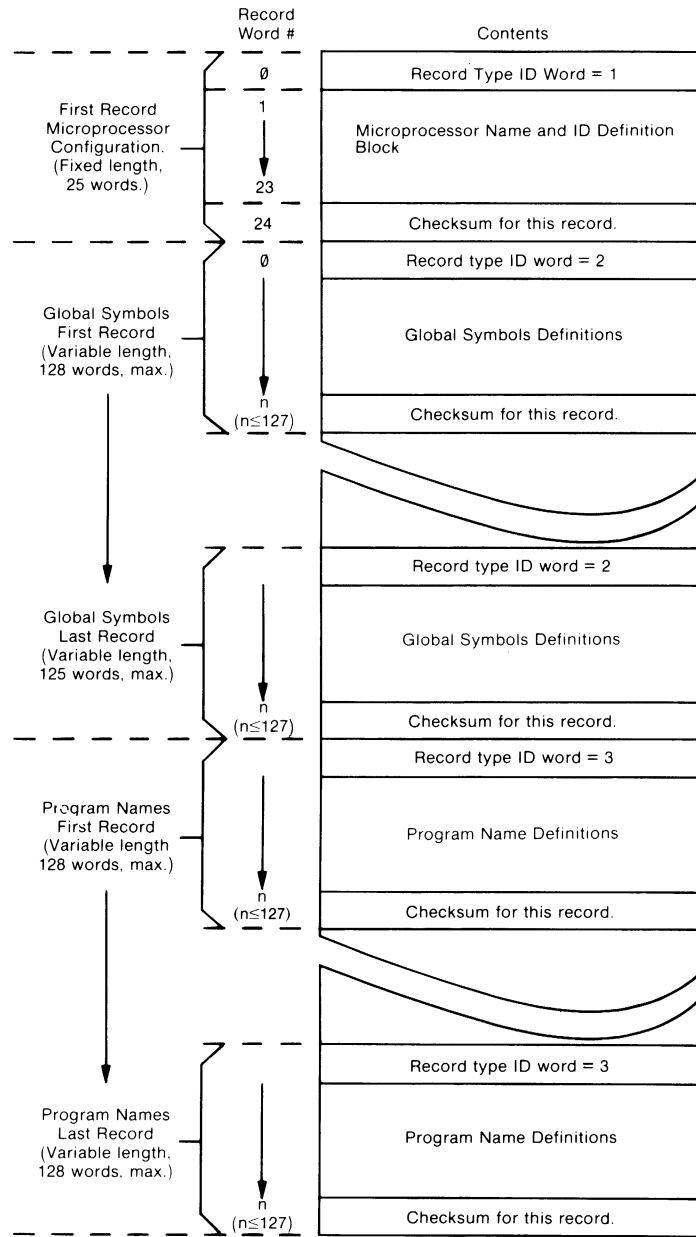 Record
Word #
Contents
Ø
Record Type ID Word = 1
First Record
Microprocessor
Configuration.
(Fixed length,
25 words.)
1
23
Microprocessor Name and ID Definition
Block
24
Checksum for this record.
Ø
Record type ID word = 2
Global Symbols
First Record
(Variable length,
128 words, max.)
Global Symbols Definitions
n
(n≤127)
Checksum for this record.
Record type ID word = 2
Global Symbols
Last Record
(Variable length,
125 words, max.)
Global Symbols Definitions
n
(n≤127)
Checksum for this record.
Record type ID word = 3
Program Names
First Record
(Variable length
128 words, max.)
Program Name Definitions
n
(n≤127)
Checksum for this record.
Record type ID word = 3
Program Names
Last Record
(Variable length,
128 words, max.)
Program Name Definitions
n
(n≤127)
Checksum for this record.